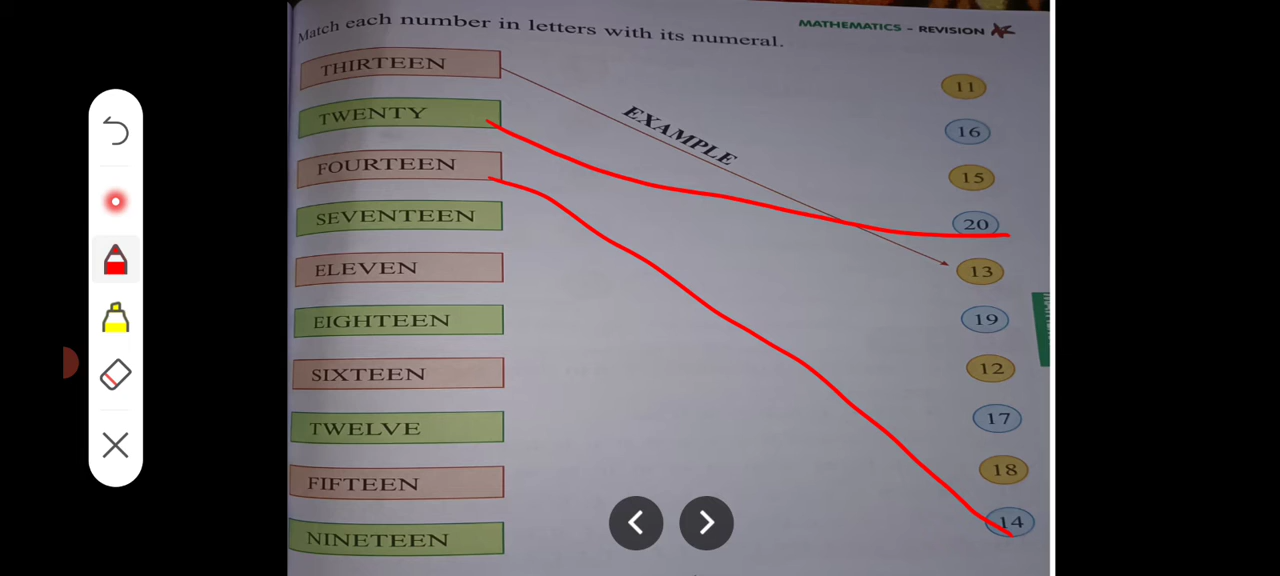 Match each number in letters with its numeral.
MATHEMATICS - REVISION
THIRTEEN
11
TWENTY
EXAMPLE
16
FOURTEEN
15
SEVENTEEN
20
ELEVEN
13
EIGHTEEN
19
SIXTEEN
12
TWELVE
17
FIFTEEN
18
NINETEEN
14